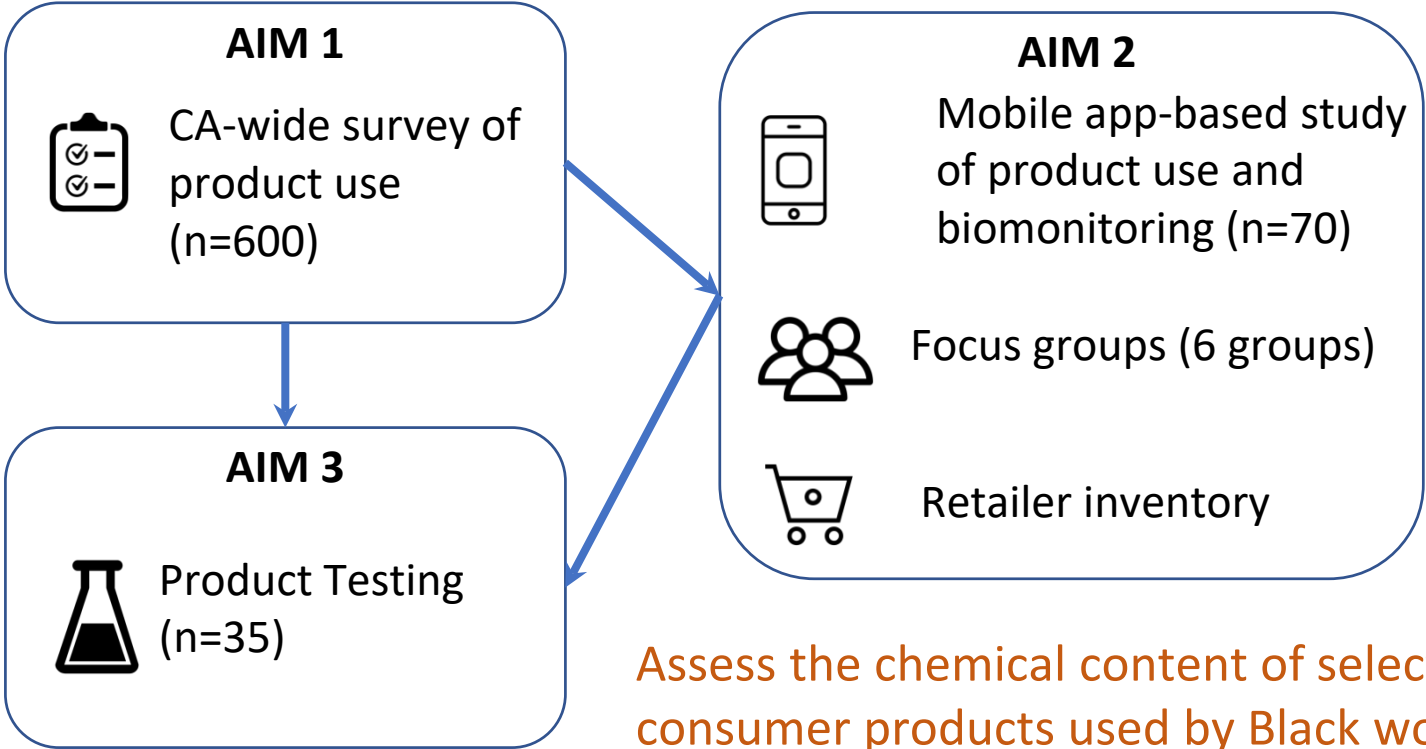 AIM 1
CA-wide survey of
product use
(n=600)
AIM 2
Mobile app-based study
of product use and
biomonitoring (n=70)
Focus groups (6 groups)
Retailer inventory
AIM 3
Product Testing
(n=35)
Assess the chemical content of selec
consumer products used by Black wo